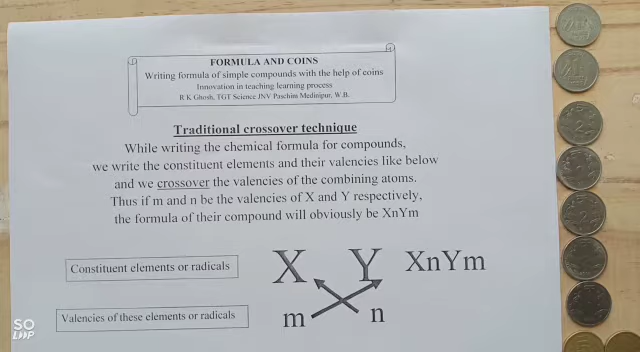 FORMULA AND COINS
Writing formula of simple compounds with the help of coins
Innovation in teaching learning process
R K Ghosh, TGT Science JNV Paschim Medinipur, W.B.
Traditional crossover technique
While writing the chemical formula for compounds,
we write the constituent elements and their valencies like below
and we crossover the valencies of the combining atoms.
Thus if m and n be the valencies of X and Y respectively,
the formula of their compound will obviously be XnYm
Constituent elements or radicals
X Y XnYm
Valencies of these elements or radicals
m n
SO
LOOP